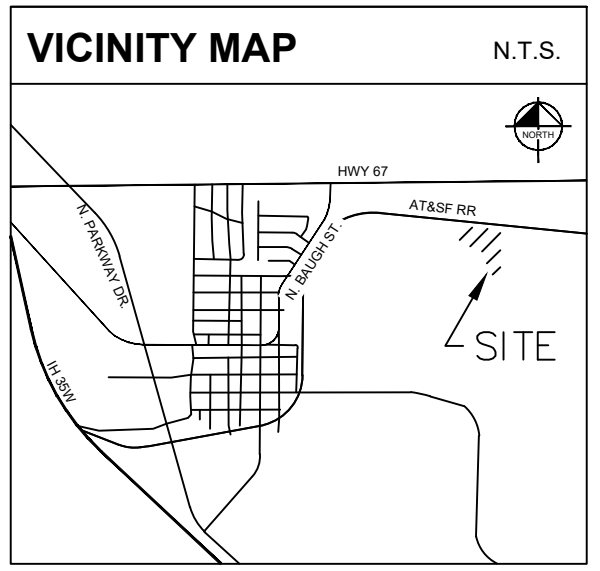 VICINITY MAP
N.T.S.
NORTH
HWY 67
AT&SF RR
N. PARKWAY DR.
N. BAUGH ST.
SITE
IH 35W